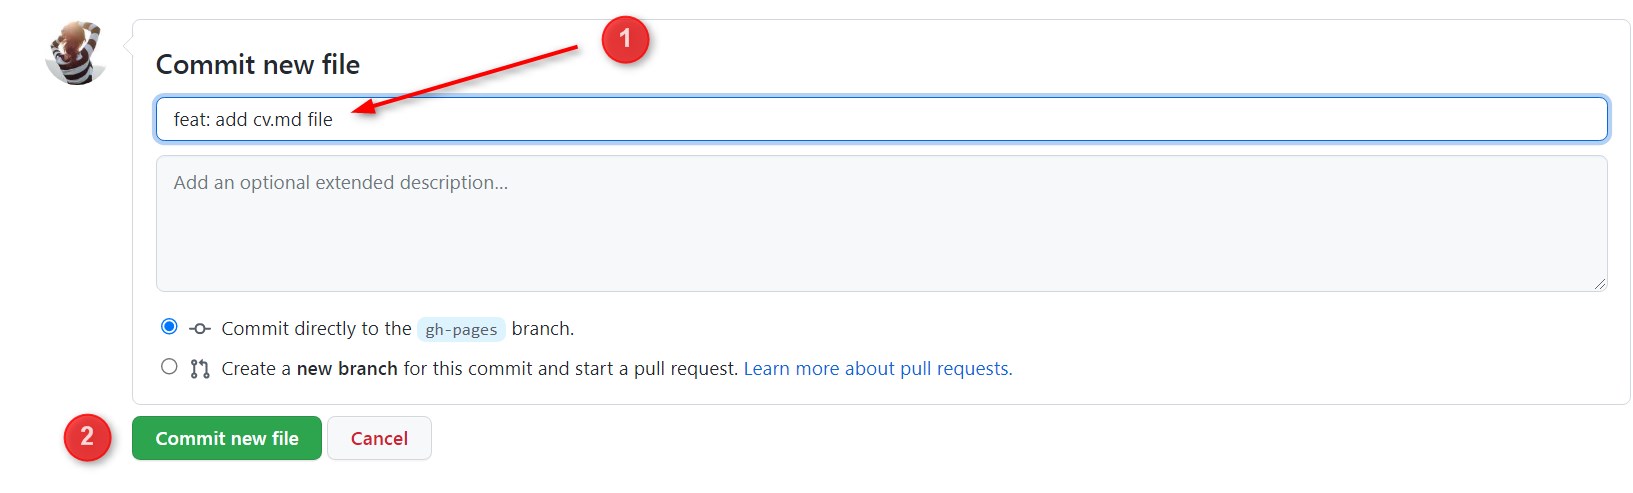 1
Commit new file
feat: add cv.md file
Add an optional extended description...
Commit directly to the gh-pages branch.
Create a new branch for this commit and start a pull request. Learn more about pull requests.
2 Commit new file Cancel